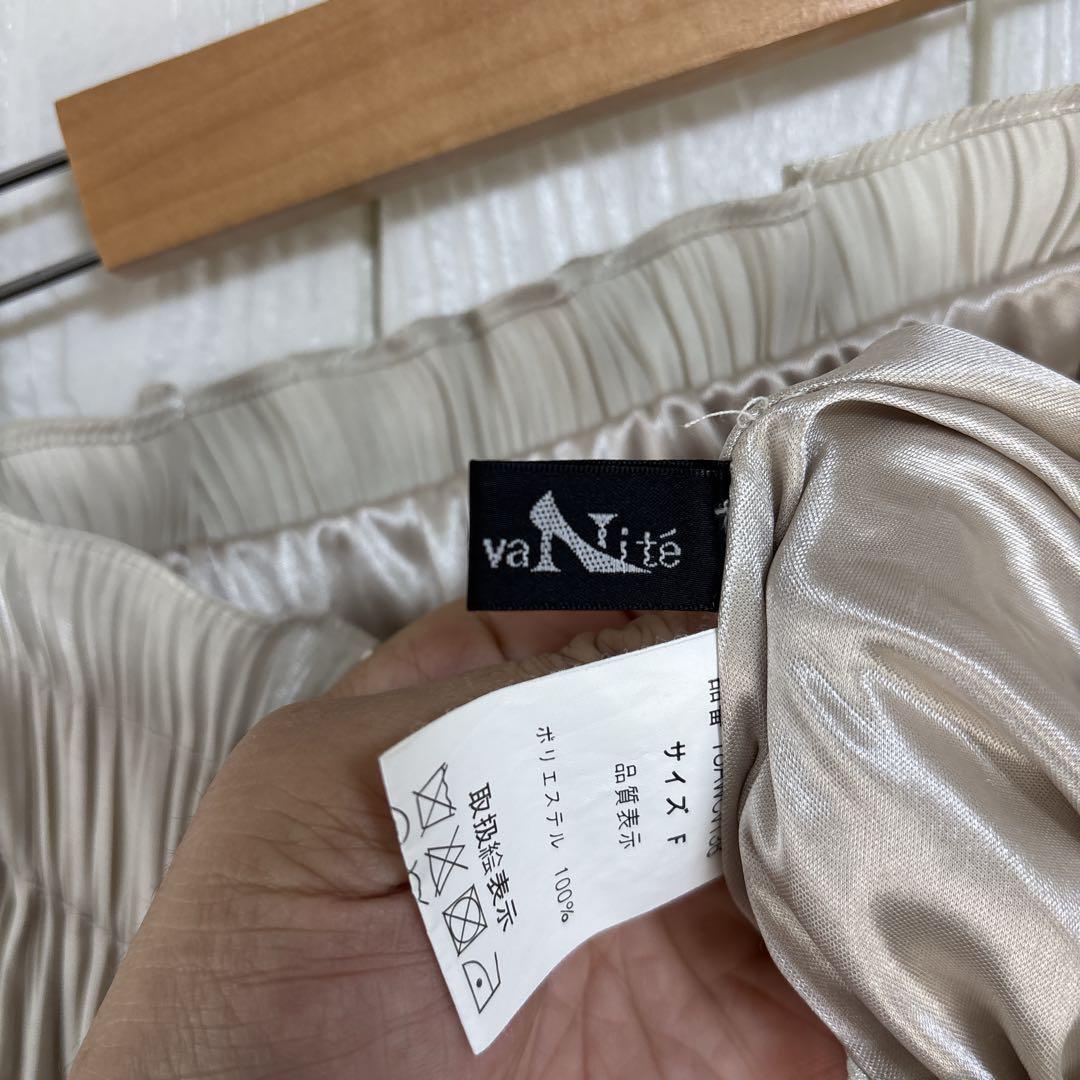 vaNité
品番
サイズ F
品質表示
ポリエステル 100%
取扱絵表示